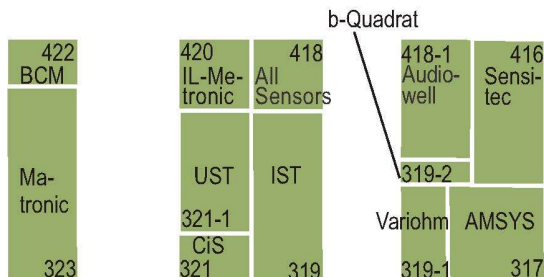 b-Quadrat
422
BCM
Ma-
tronic
323
420
IL-Me-
tronic
418
All
Sensors
UST
321-1
CiS
321
IST
319
418-1
Audio-
well
416
Sensi-
tec
319-2
Variohm
319-1
AMSYS
317